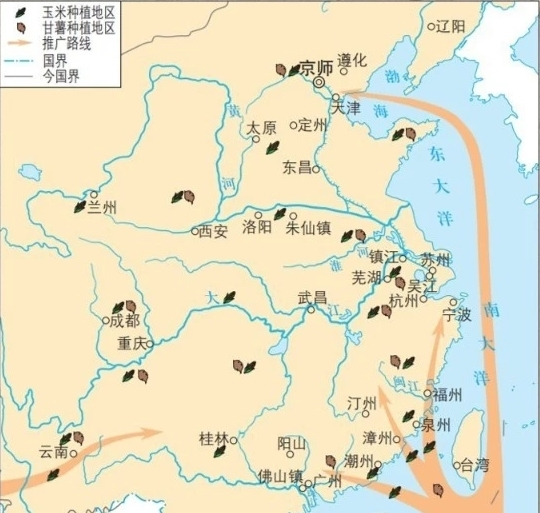 玉米种植地区
甘薯种植地区
推广路线
国界
今国界
辽阳
京师
遵化
渤海
天津
黄河
太原
定州
东昌
东大洋
兰州
西安
洛阳
朱仙镇
淮河
镇江
苏州
芜湖
吴江
杭州
宁波
南大洋
大江
武昌
成都
重庆
闽江
福州
汀州
泉州
漳州
潮州
台湾
云南
桂林
阳山
佛山镇
广州